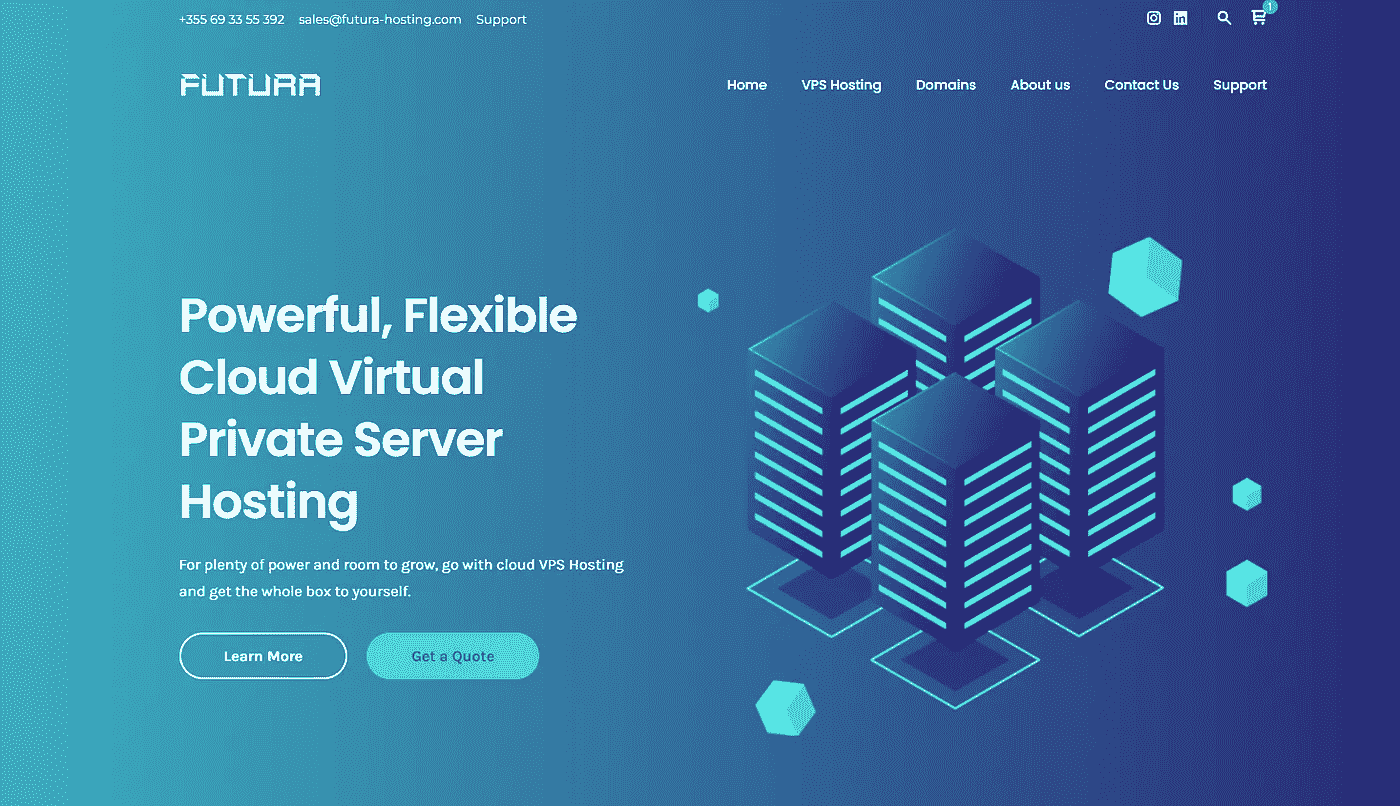 +355 69 33 55 392 sales@futura-hosting.com Support
1
FUTURA
Home VPS Hosting Domains About us Contact Us Support
Powerful, Flexible
Cloud Virtual
Private Server
Hosting
For plenty of power and room to grow, go with cloud VPS Hosting
and get the whole box to yourself.
Learn More Get a Quote